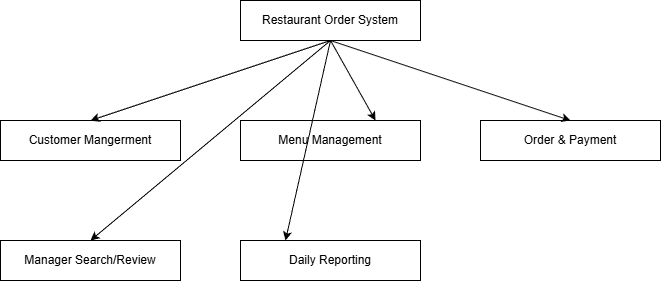 Restaurant Order System
Customer Mangerment
Menu Management
Order & Payment
Manager Search/Review
Daily Reporting